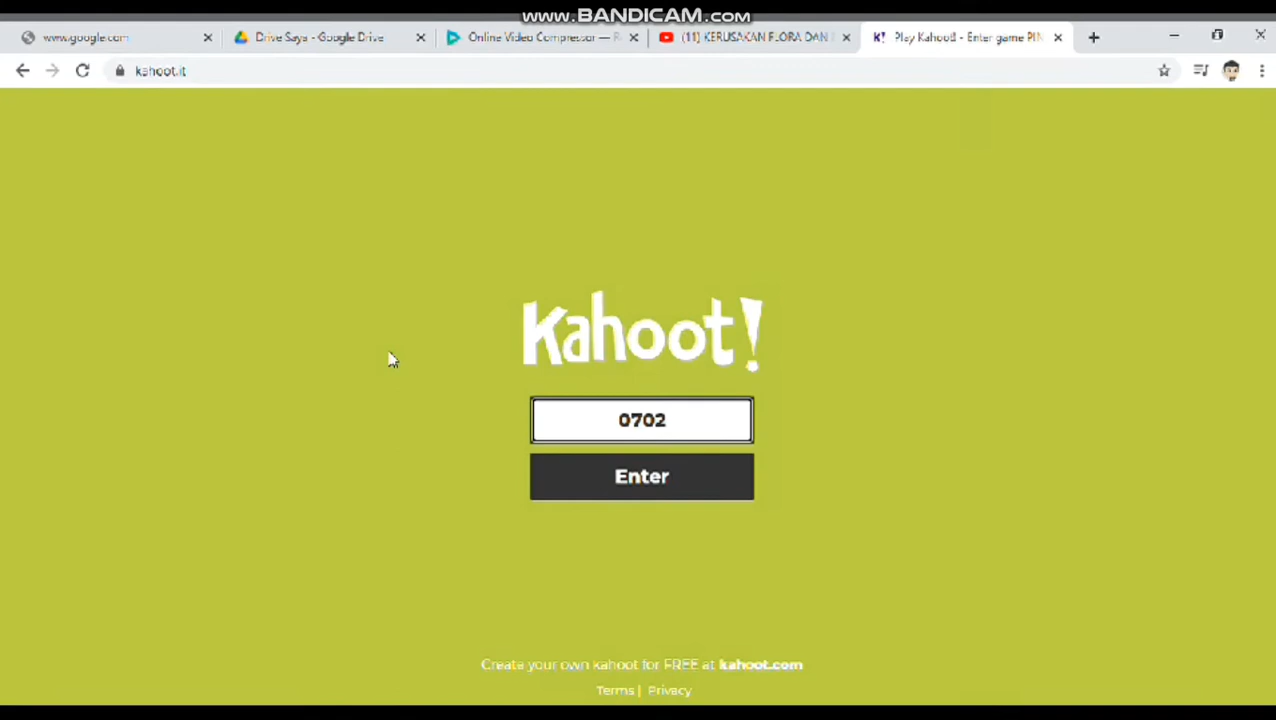 www.BANDICAM.com
www.google.com
Drive Saya - Google Drive
Online Video Compressor —
(11) KERUSAKAN FLORA DAN
K! Play Kahoot! - Enter game PIN
kahoot.it
Kahoot!
0702
Enter
Create your own kahoot for FREE at kahoot.com
Terms | Privacy